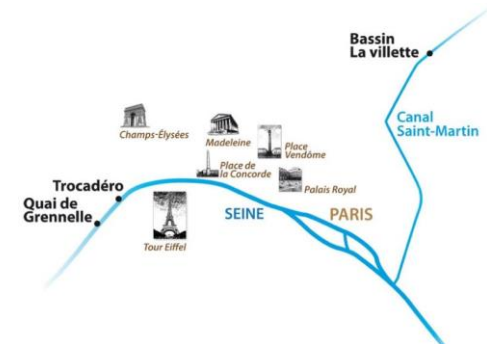 Bassin
La villette
Canal
Saint-Martin
Champs-Élysées
Madeleine
Place
Vendôme
Place de
la Concorde
Palais Royal
Trocadéro
Quai de
Grennelle
SEINE
PARIS
Tour Eiffel